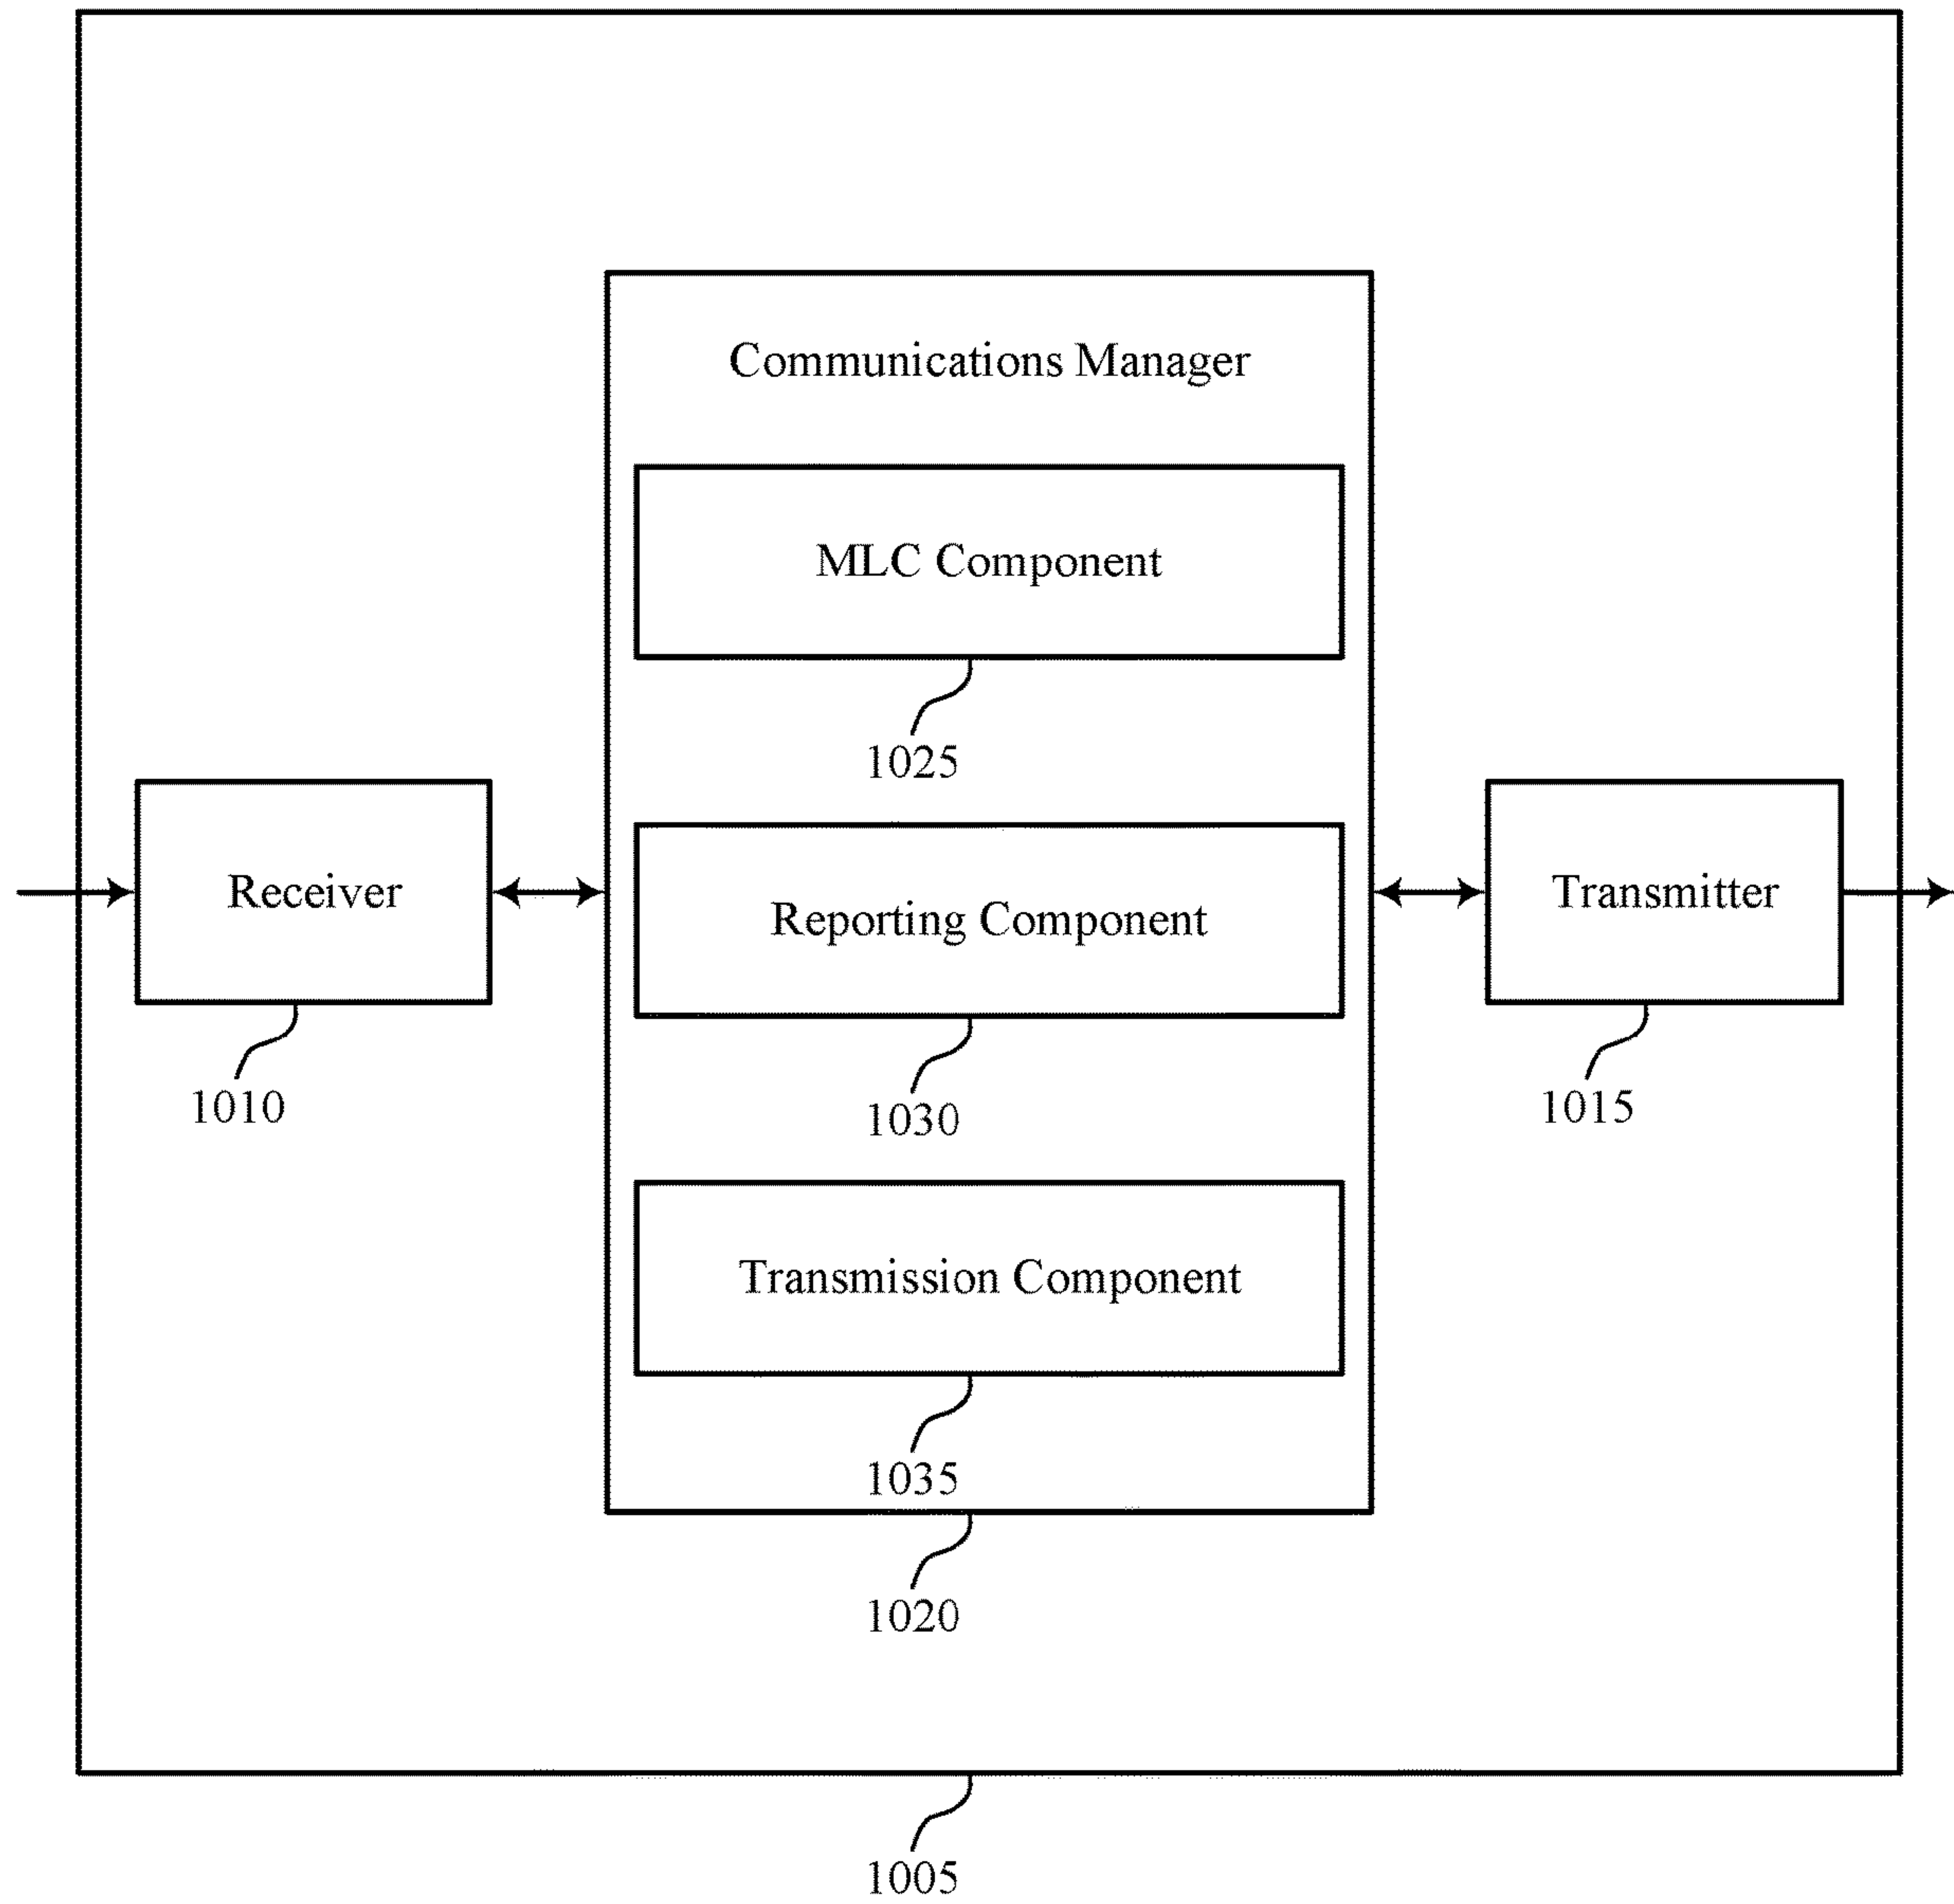 Communications Manager
MLC Component
1025
Receiver
1010
Reporting Component
1030
Transmitter
1015
Transmission Component
1035
1020
1005